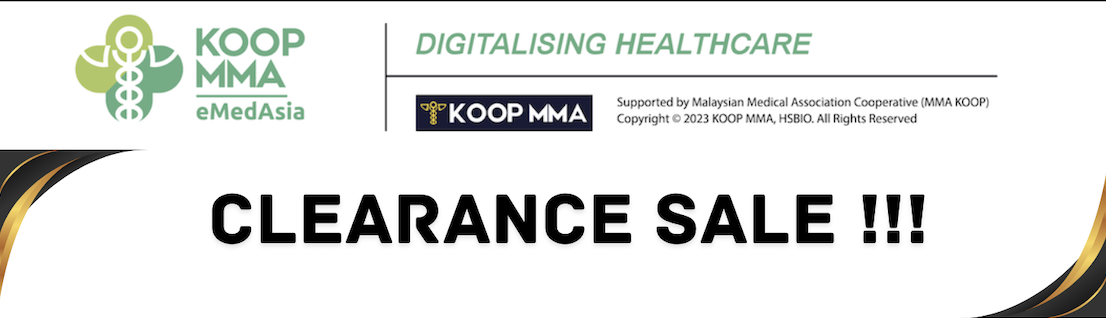 KOOP
MMA
eMedAsia
DIGITALISING HEALTHCARE
KOOP MMA
Supported by Malaysian Medical Association Cooperative (MMA KOOP)
Copyright © 2023 KOOP MMA, HSBIO. All Rights Reserved
CLEARANCE SALE !!!